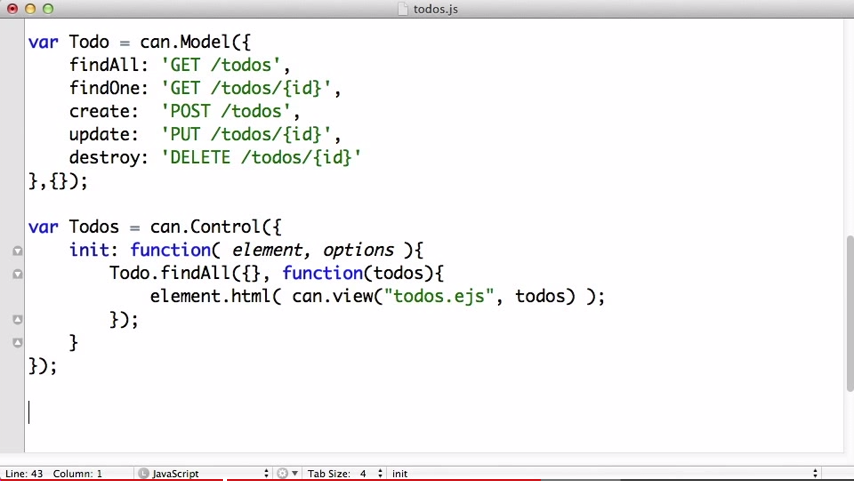 todos.js
var Todo = can.Model({
    findAll: 'GET /todos',
    findOne: 'GET /todos/{id}',
    create:  'POST /todos',
    update:  'PUT /todos/{id}',
    destroy: 'DELETE /todos/{id}'
},{});
var Todos = can.Control({
    init: function( element, options ){
        Todo.findAll({}, function(todos){
            element.html( can.view("todos.ejs", todos) );
        });
    }
});
Line: 43 Column: 1 L JavaScript Tab Size: 4 init